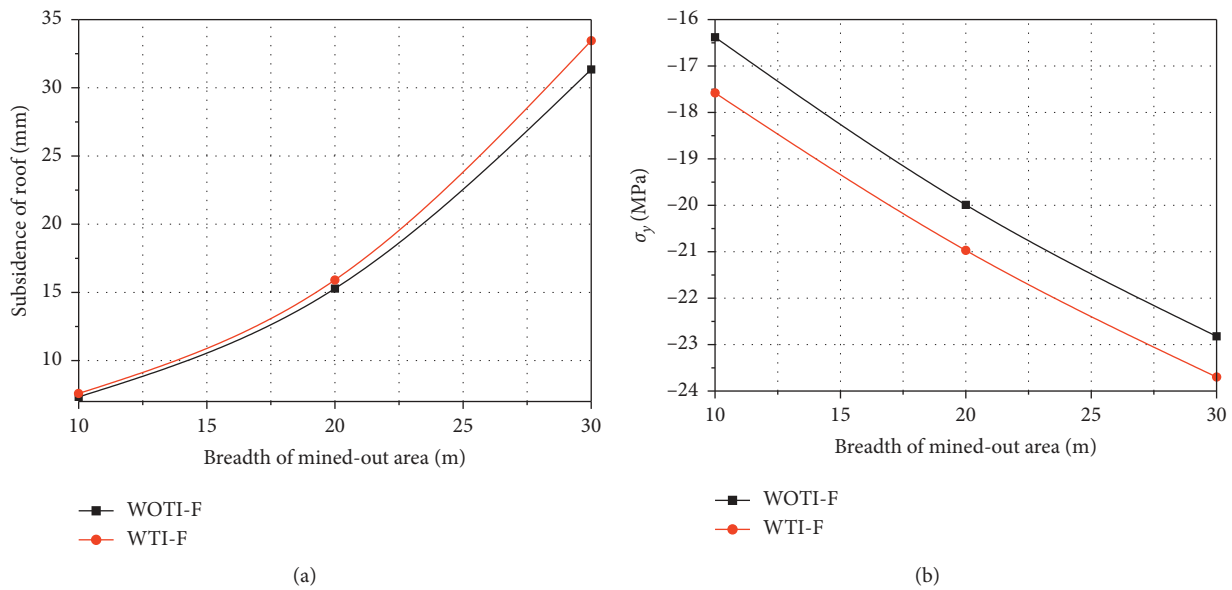 35
30
25
20
15
10
Subsidence of roof (mm)
10 15 20 25 30
Breadth of mined-out area (m)
WOTI-F
WTI-F
(a)
−16
−17
−18
−19
−20
−21
−22
−23
−24
σy (MPa)
10 15 20 25 30
Breadth of mined-out area (m)
WOTI-F
WTI-F
(b)